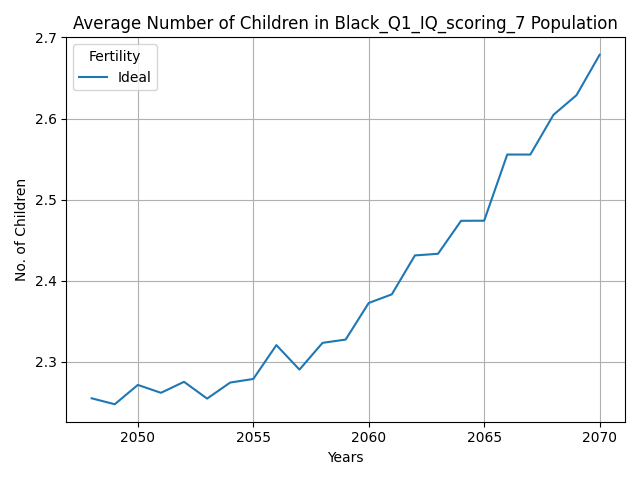 Average Number of Children in Black_Q1_IQ_scoring_7 Population
2.7
Fertility
Ideal
2.6
2.5
2.4
2.3
No. of Children
2050 2055 2060 2065 2070
Years